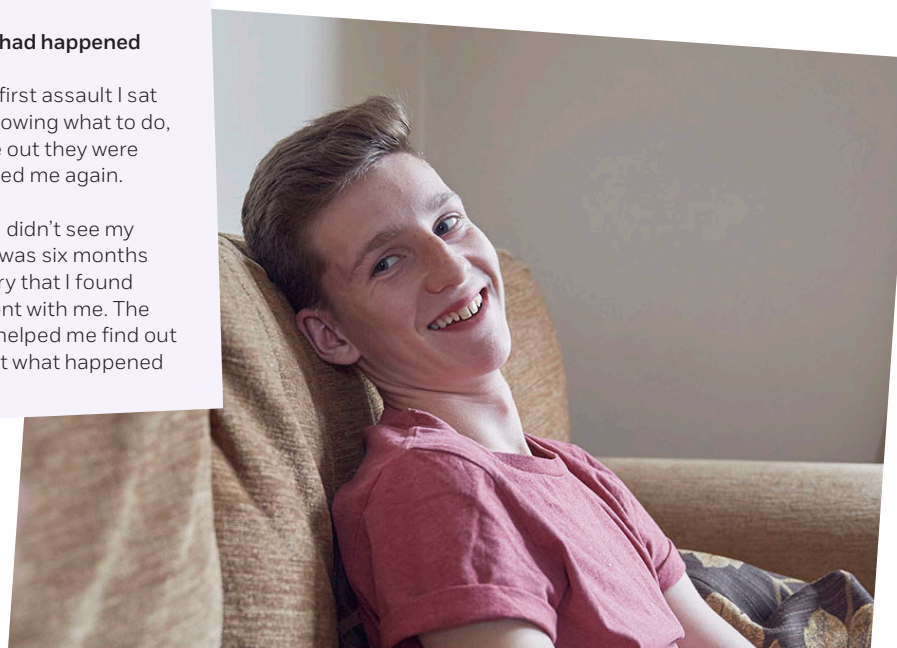 had happened
first assault I sat
owing what to do,
out they were
ed me again.
didn't see my
was six months
ry that I found
nt with me. The
helped me find out
t what happened